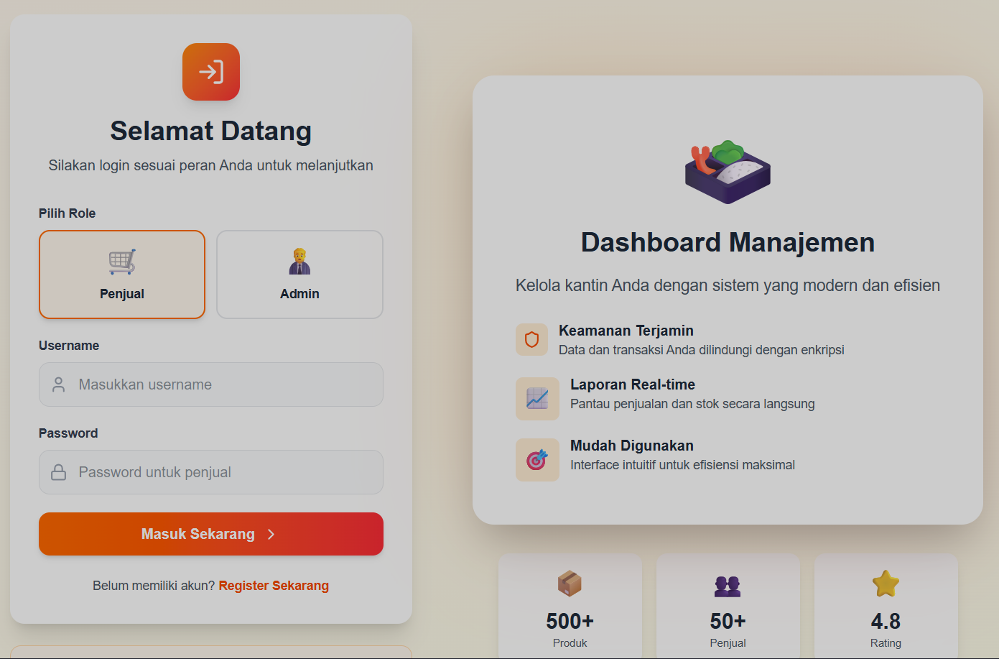 Selamat Datang
Silakan login sesuai peran Anda untuk melanjutkan
Pilih Role
Penjual
Admin
Username
Masukkan username
Password
Password untuk penjual
Masuk Sekarang
Belum memiliki akun? Register Sekarang
Dashboard Manajemen
Kelola kantin Anda dengan sistem yang modern dan efisien
Keamanan Terjamin
Data dan transaksi Anda dilindungi dengan enkripsi
Laporan Real-time
Pantau penjualan dan stok secara langsung
Mudah Digunakan
Interface intuitif untuk efisiensi maksimal
500+
Produk
50+
Penjual
4.8
Rating